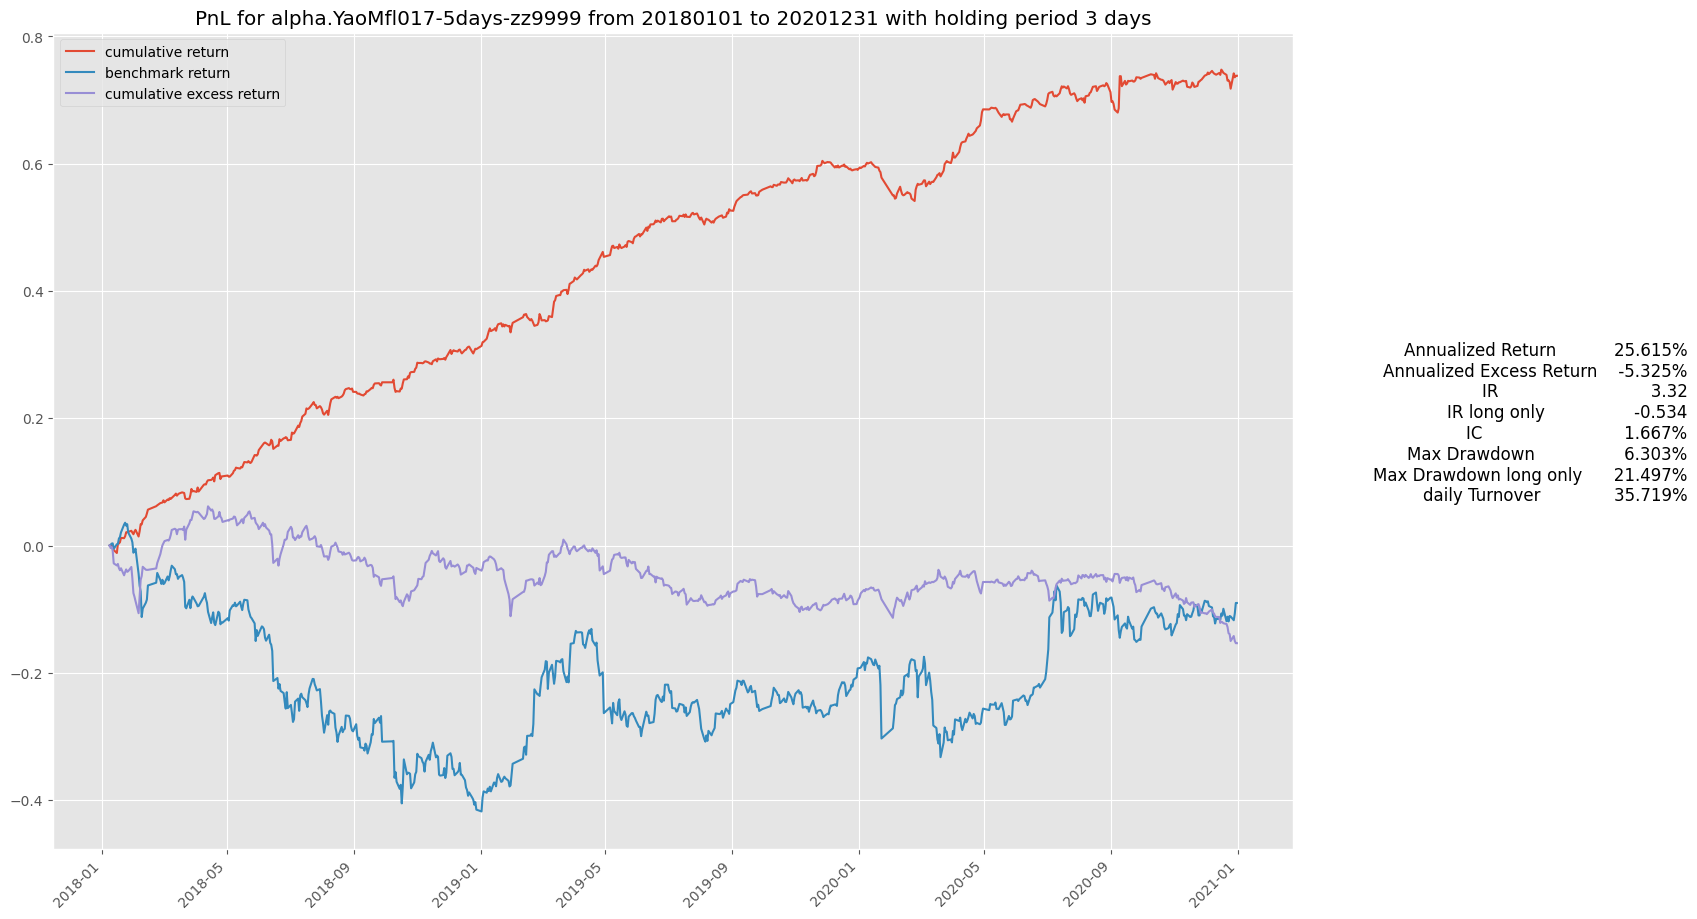 PnL for alpha.YaoMfl017-5days-zz9999 from 20180101 to 20201231 with holding period 3 days
cumulative return
benchmark return
cumulative excess return
0.8
0.6
0.4
0.2
0.0
−0.2
−0.4
2018-01
2018-05
2018-09
2019-01
2019-05
2019-09
2020-01
2020-05
2020-09
2021-01
Annualized Return 25.615%
Annualized Excess Return -5.325%
IR 3.32
IR long only -0.534
IC 1.667%
Max Drawdown 6.303%
Max Drawdown long only 21.497%
daily Turnover 35.719%